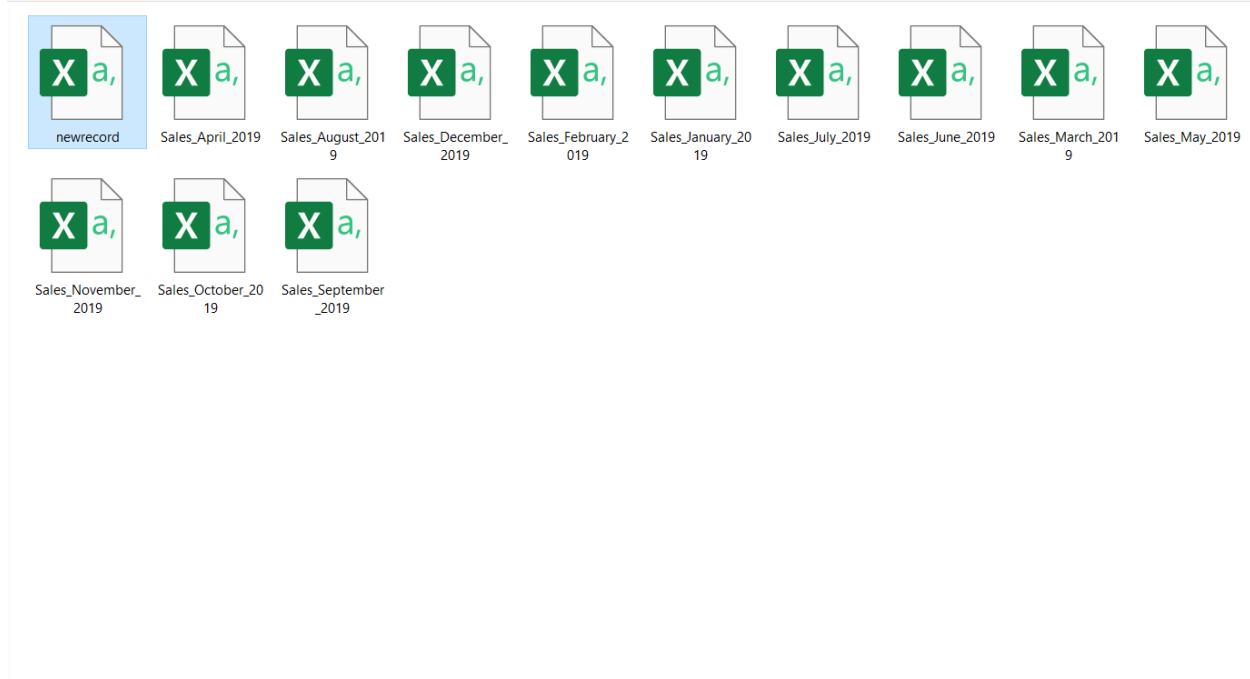 newrecord
Sales_April_2019
Sales_August_201
9
Sales_December_
2019
Sales_February_2
019
Sales_January_20
19
Sales_July_2019
Sales_June_2019
Sales_March_201
9
Sales_May_2019
Sales_November_
2019
Sales_October_20
19
Sales_September
_2019